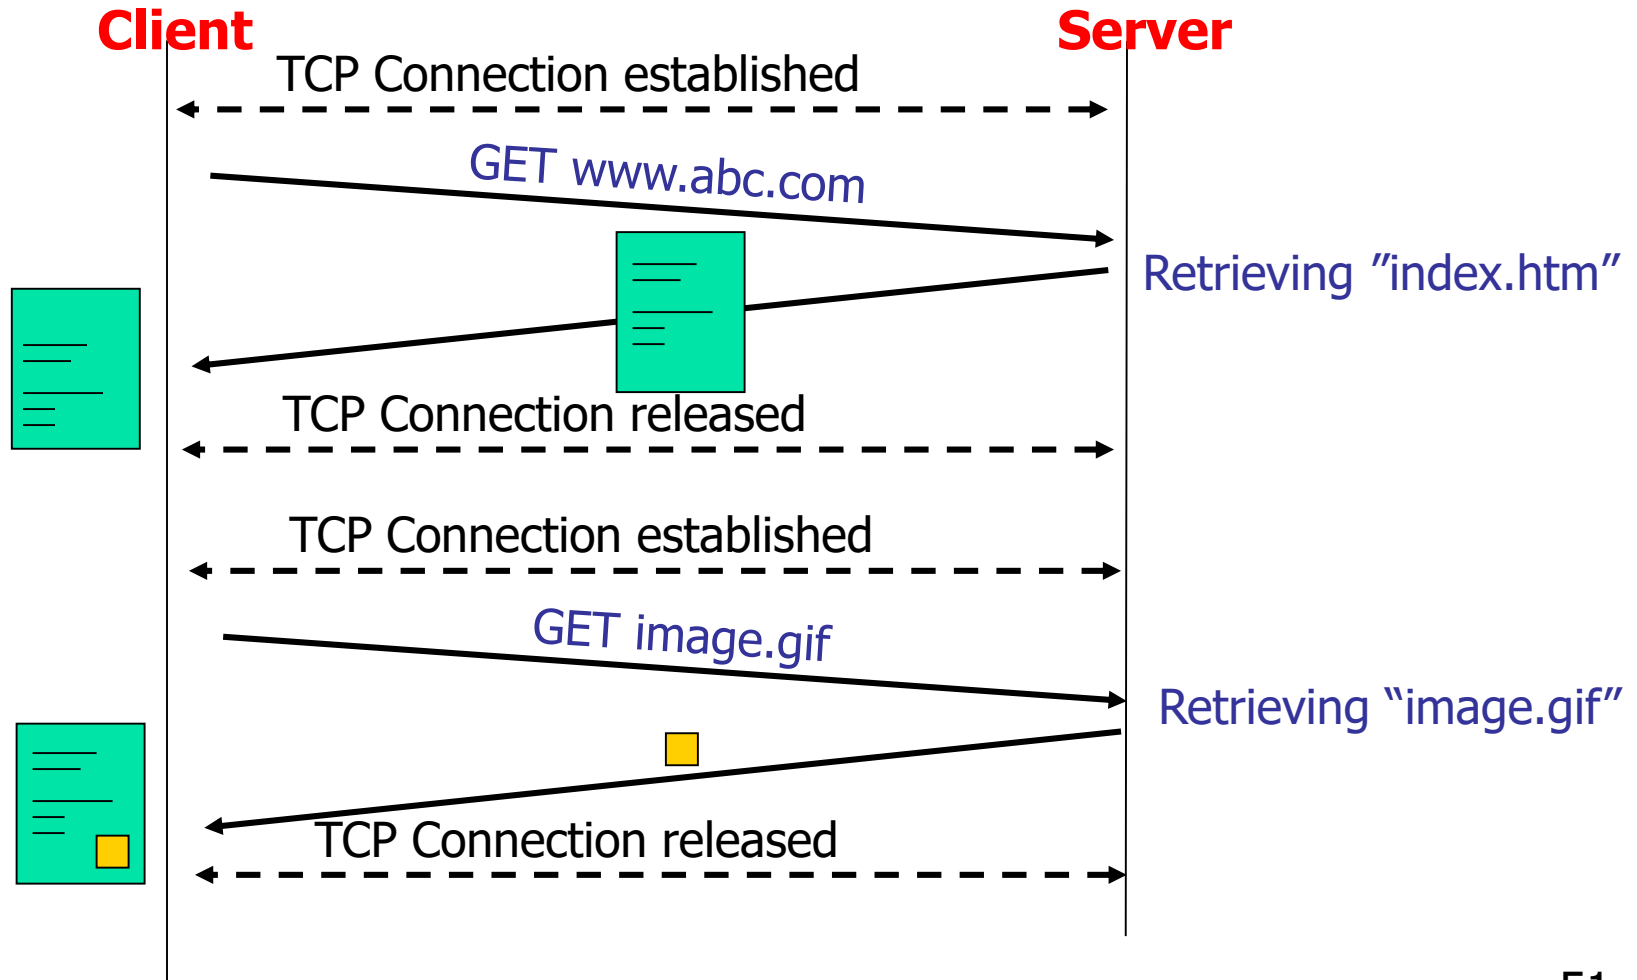 Client
Server
TCP Connection established
GET www.abc.com
Retrieving ”index.htm”
TCP Connection released
TCP Connection established
GET image.gif
Retrieving “image.gif”
TCP Connection released